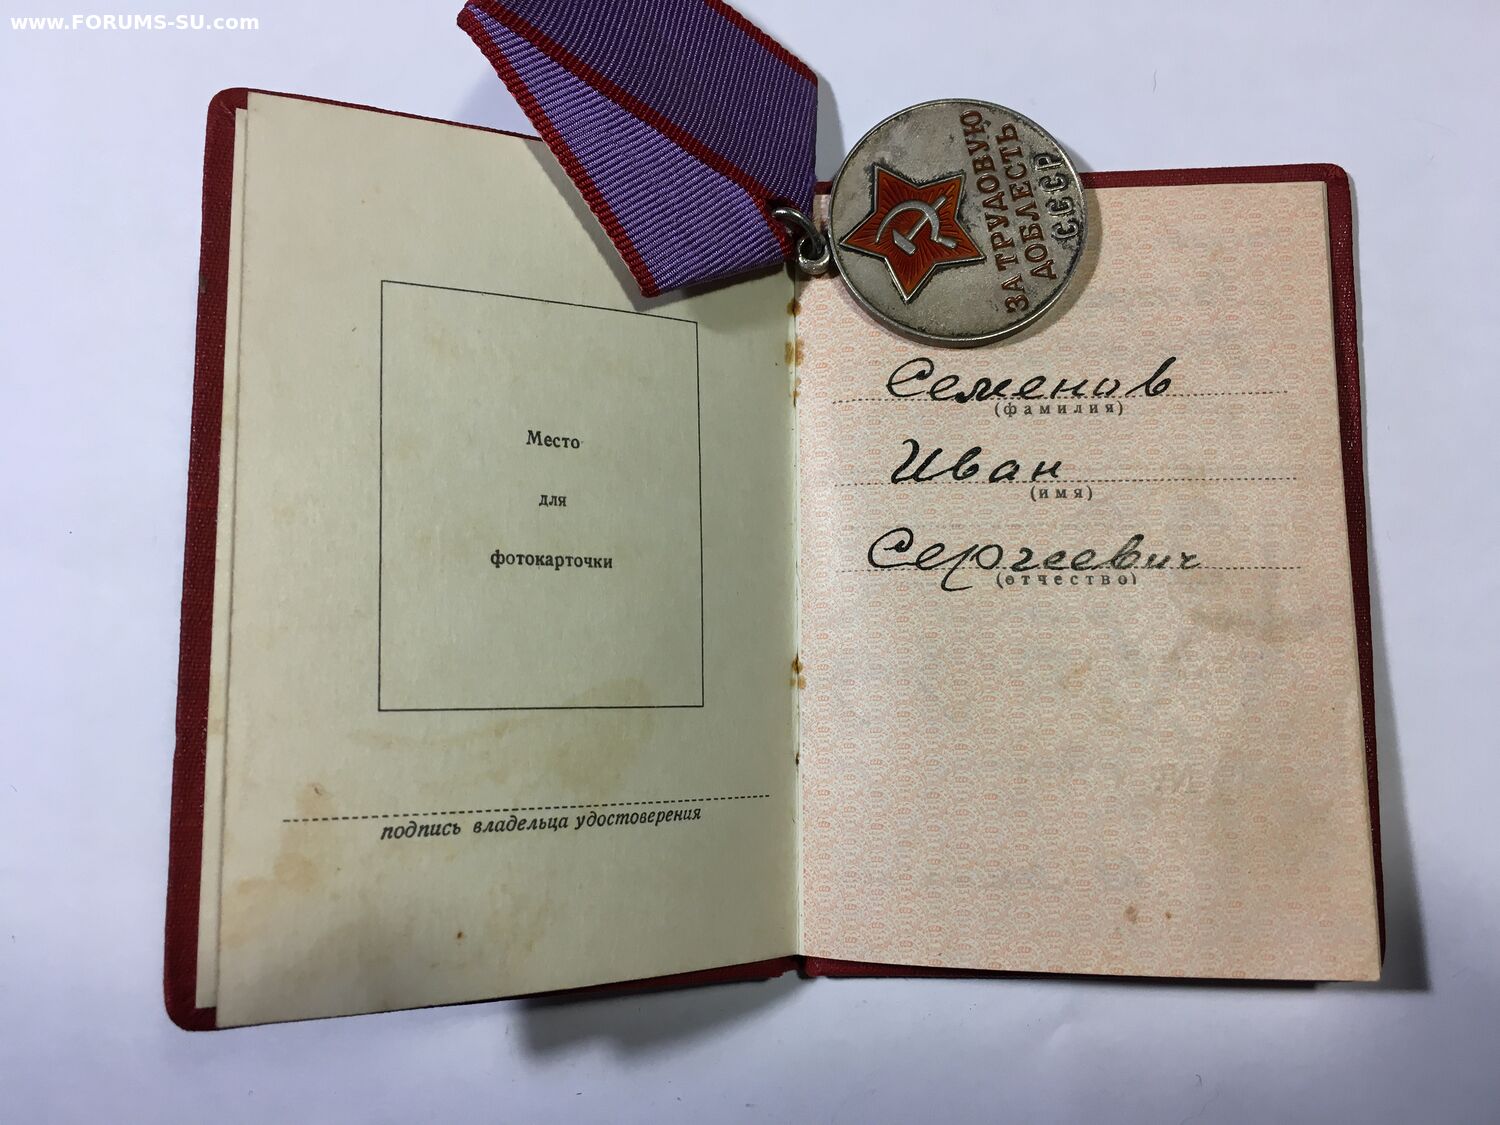 www.FORUMS-SU.com
ЗА ТРУДОВУЮ
ДОБЛЕСТЬ
СССР
Место
для
фотокарточки
подпись владельца удостоверения
Семенов
(фамилия)
Иван
(имя)
Сергеевич
(отчество)